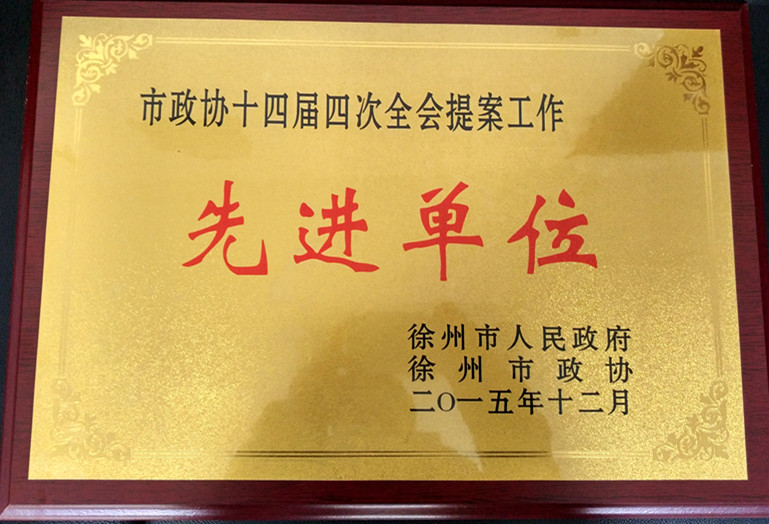 市政协十四届四次全会提案工作
先进单位
徐州市人民政府
徐州市政协
二〇一五年十二月